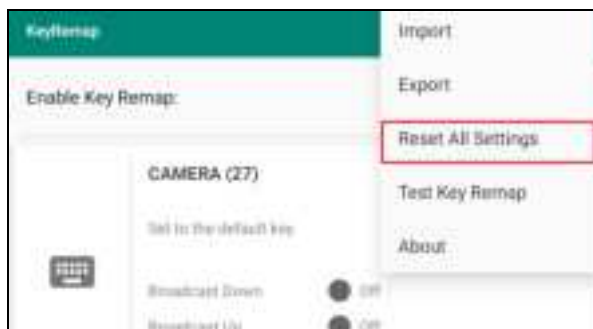 KeyRemap
Import
Export
Enable Key Remap:
Reset All Settings
CAMERA (27)
Test Key Remap
Set to the default key
About
Broadcast Down Off
Broadcast Up Off